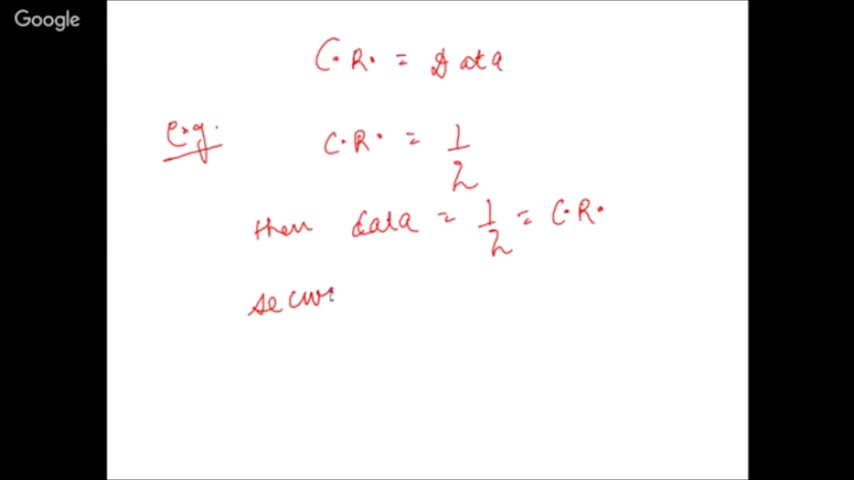 Google
C.R. = Data
e.g. C.R. = 1/2
then data = 1/2 = C.R.